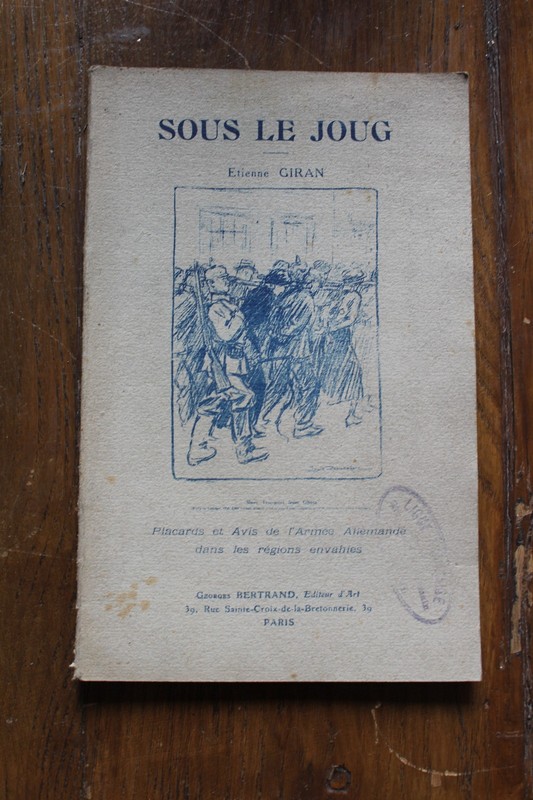 SOUS LE JOUG
Etienne GIRAN
Placards et Avis de l'Armée Allemande
dans les régions envahies
GEORGES BERTRAND, Editeur d'Art
39, Rue Sainte-Croix-de-la-Bretonnerie, 39
PARIS